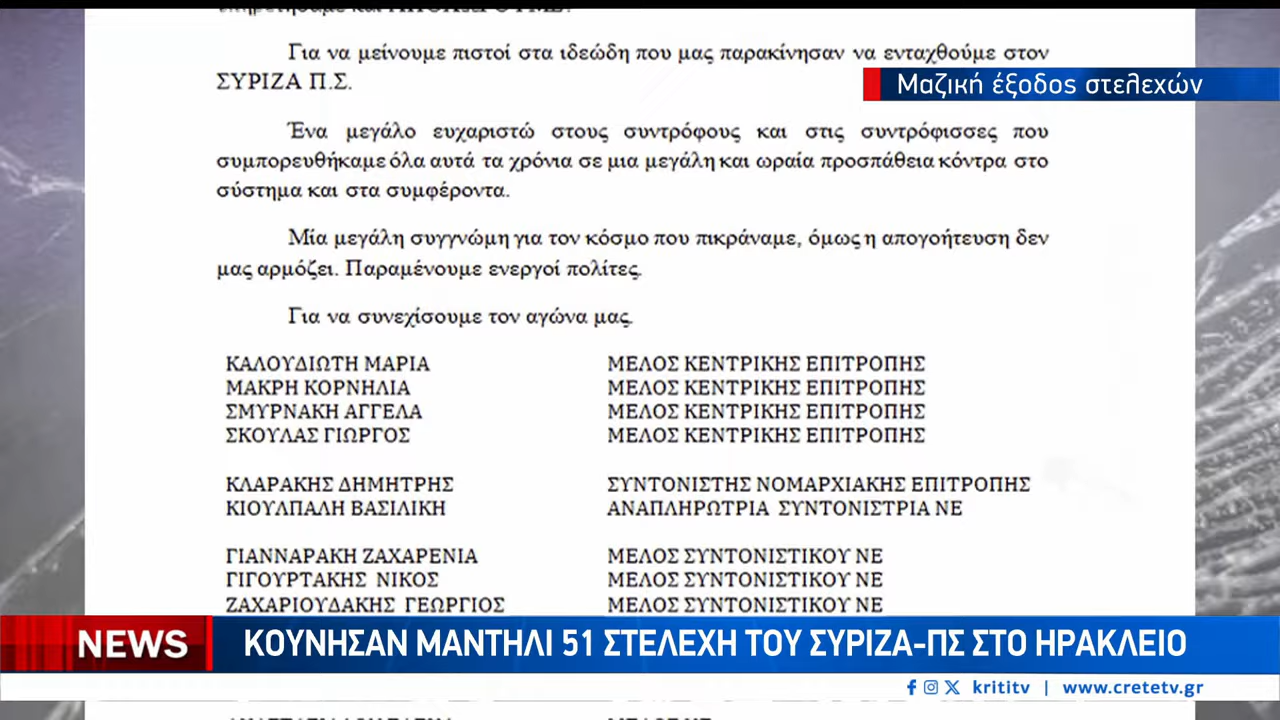 Για να μείνουμε πιστοί στα ιδεώδη που μας παρακίνησαν να ενταχθούμε στον
ΣΥΡΙΖΑ Π.Σ.
Μαζική έξοδος στελεχών
Ένα μεγάλο ευχαριστώ στους συντρόφους και στις συντρόφισσες που
συμπορευθήκαμε όλα αυτά τα χρόνια σε μια μεγάλη και ωραία προσπάθεια κόντρα στο
σύστημα και στα συμφέροντα.
Μία μεγάλη συγγνώμη για τον κόσμο που πικράναμε, όμως η απογοήτευση δεν
μας αρμόζει. Παραμένουμε ενεργοί πολίτες.
Για να συνεχίσουμε τον αγώνα μας.
ΚΑΛΟΥΔΙΩΤΗ ΜΑΡΙΑ ΜΕΛΟΣ ΚΕΝΤΡΙΚΗΣ ΕΠΙΤΡΟΠΗΣ
ΜΑΚΡΗ ΚΟΡΝΗΛΙΑ ΜΕΛΟΣ ΚΕΝΤΡΙΚΗΣ ΕΠΙΤΡΟΠΗΣ
ΣΜΥΡΝΑΚΗ ΑΓΓΕΛΑ ΜΕΛΟΣ ΚΕΝΤΡΙΚΗΣ ΕΠΙΤΡΟΠΗΣ
ΣΚΟΥΛΑΣ ΓΙΩΡΓΟΣ ΜΕΛΟΣ ΚΕΝΤΡΙΚΗΣ ΕΠΙΤΡΟΠΗΣ
ΚΛΑΡΑΚΗΣ ΔΗΜΗΤΡΗΣ ΣΥΝΤΟΝΙΣΤΗΣ ΝΟΜΑΡΧΙΑΚΗΣ ΕΠΙΤΡΟΠΗΣ
ΚΙΟΥΛΠΑΛΗ ΒΑΣΙΛΙΚΗ ΑΝΑΠΛΗΡΩΤΡΙΑ ΣΥΝΤΟΝΙΣΤΡΙΑ ΝΕ
ΓΙΑΝΝΑΡΑΚΗ ΖΑΧΑΡΕΝΙΑ ΜΕΛΟΣ ΣΥΝΤΟΝΙΣΤΙΚΟΥ ΝΕ
ΓΙΓΟΥΡΤΑΚΗΣ ΝΙΚΟΣ ΜΕΛΟΣ ΣΥΝΤΟΝΙΣΤΙΚΟΥ ΝΕ
ΖΑΧΑΡΙΟΥΔΑΚΗΣ ΓΕΩΡΓΙΟΣ ΜΕΛΟΣ ΣΥΝΤΟΝΙΣΤΙΚΟΥ ΝΕ
NEWS ΚΟΥΝΗΣΑΝ ΜΑΝΤΗΛΙ 51 ΣΤΕΛΕΧΗ ΤΟΥ ΣΥΡΙΖΑ-ΠΣ ΣΤΟ ΗΡΑΚΛΕΙΟ
krititv | www.cretetv.gr